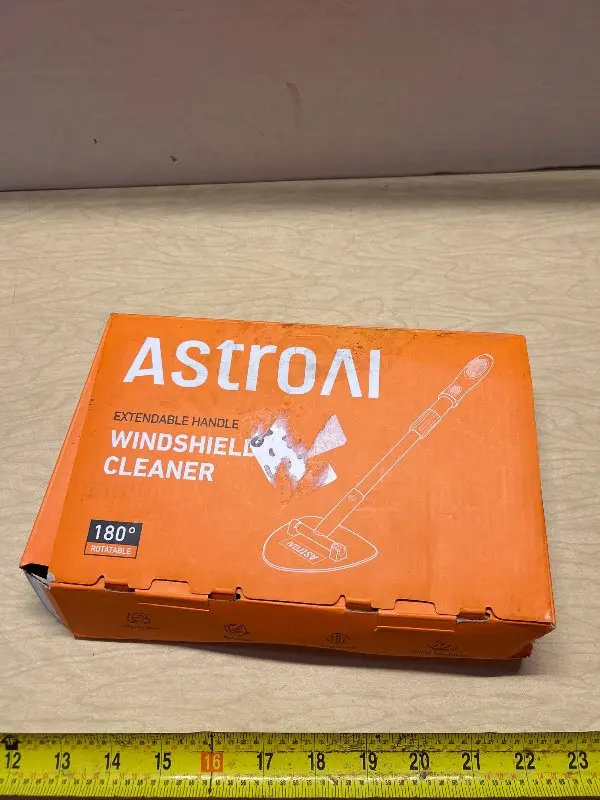 AstroAI
EXTENDABLE HANDLE
WINDSHIELD
CLEANER
180°
ROTATABLE
12 13 14 15 16 17 18 19 20 21 22 23